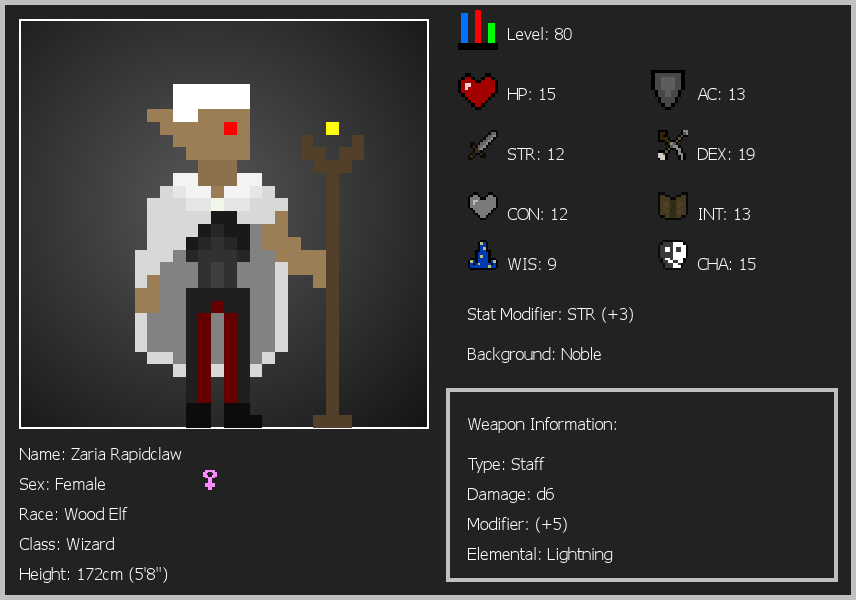 Level: 80
HP: 15
AC: 13
STR: 12
DEX: 19
CON: 12
INT: 13
WIS: 9
CHA: 15
Stat Modifier: STR (+3)
Background: Noble
Weapon Information:
Type: Staff
Damage: d6
Modifier: (+5)
Elemental: Lightning
Name: Zaria Rapidclaw
Sex: Female
Race: Wood Elf
Class: Wizard
Height: 172cm (5'8")